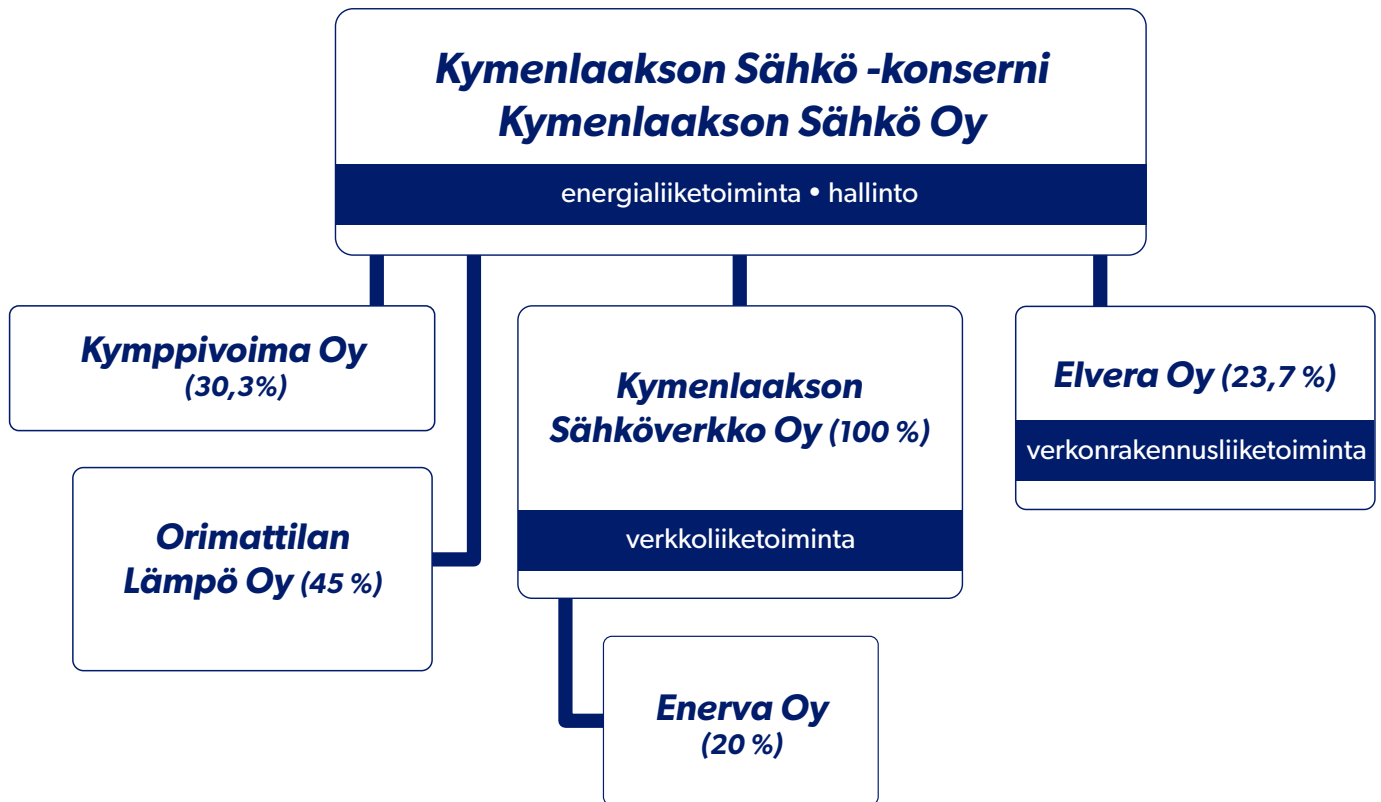 Kymenlaakson Sähkö -konserni
Kymenlaakson Sähkö Oy
energialiiketoiminta • hallinto
Kymppivoima Oy
(30,3%)
Orimattilan
Lämpö Oy (45 %)
Kymenlaakson
Sähköverkko Oy (100 %)
verkkoliiketoiminta
Enerva Oy
(20 %)
Elvera Oy (23,7 %)
verkonrakennusliiketoiminta